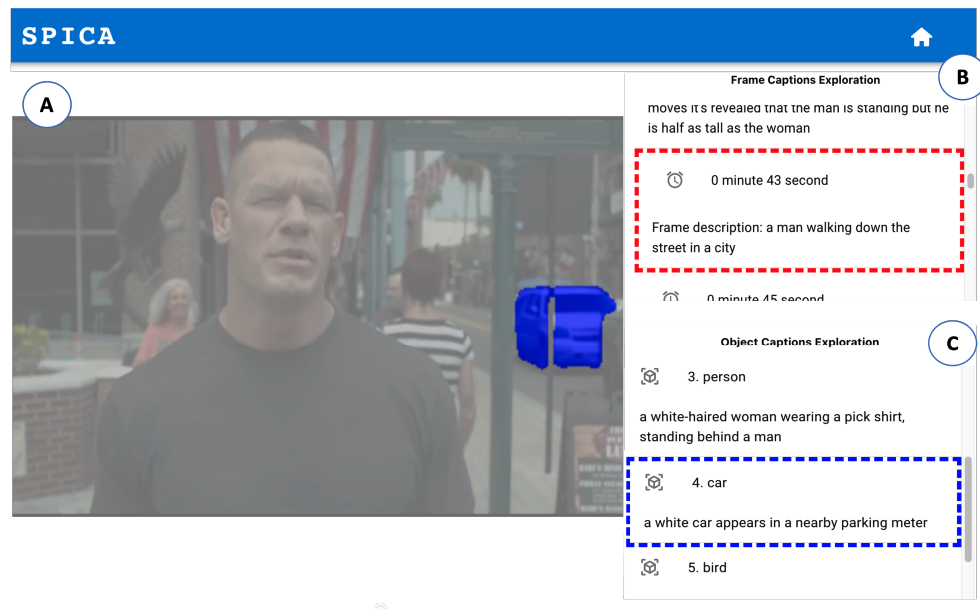 SPICA
A
B
Frame Captions Exploration
moves it's revealed that the man is standing but he
is half as tall as the woman
0 minute 43 second
Frame description: a man walking down the
street in a city
0 minute 45 second
C
Object Captions Exploration
3. person
a white-haired woman wearing a pick shirt,
standing behind a man
4. car
a white car appears in a nearby parking meter
5. bird